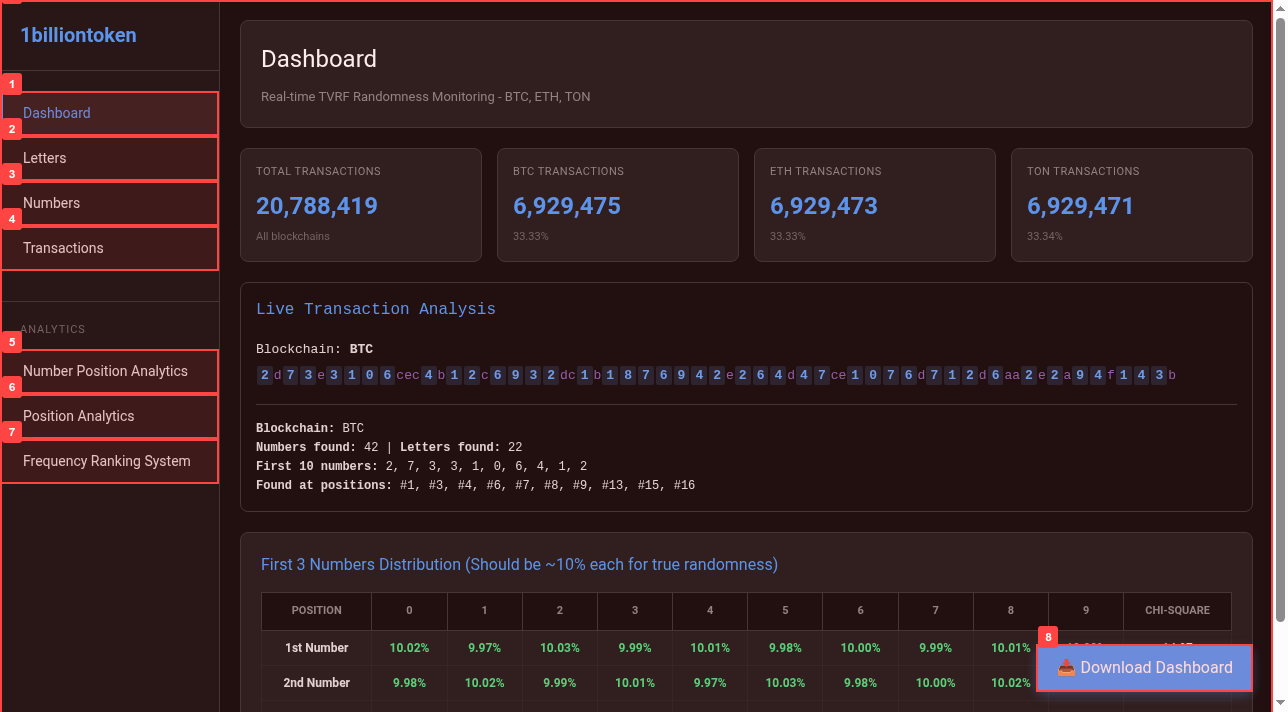 1billiontoken
1
Dashboard
2
Letters
3
Numbers
4
Transactions
ANALYTICS
5
Number Position Analytics
6
Position Analytics
7
Frequency Ranking System
Dashboard
Real-time TVRF Randomness Monitoring - BTC, ETH, TON
TOTAL TRANSACTIONS
20,788,419
All blockchains
BTC TRANSACTIONS
6,929,475
33.33%
ETH TRANSACTIONS
6,929,473
33.33%
TON TRANSACTIONS
6,929,471
33.34%
Live Transaction Analysis
Blockchain: BTC
2d73e3106cec4b12c6932dc1b1876942e264d47ce1076d712d6aa2e2a94f143b
Blockchain: BTC
Numbers found: 42 | Letters found: 22
First 10 numbers: 2, 7, 3, 3, 1, 0, 6, 4, 1, 2
Found at positions: #1, #3, #4, #6, #7, #8, #9, #13, #15, #16
First 3 Numbers Distribution (Should be ~10% each for true randomness)
POSITION 0 1 2 3 4 5 6 7 8 9 CHI-SQUARE
1st Number 10.02% 9.97% 10.03% 9.99% 10.01% 9.98% 10.00% 9.99% 10.01%
2nd Number 9.98% 10.02% 9.99% 10.01% 9.97% 10.03% 9.98% 10.00% 10.02%
8
📥 Download Dashboard